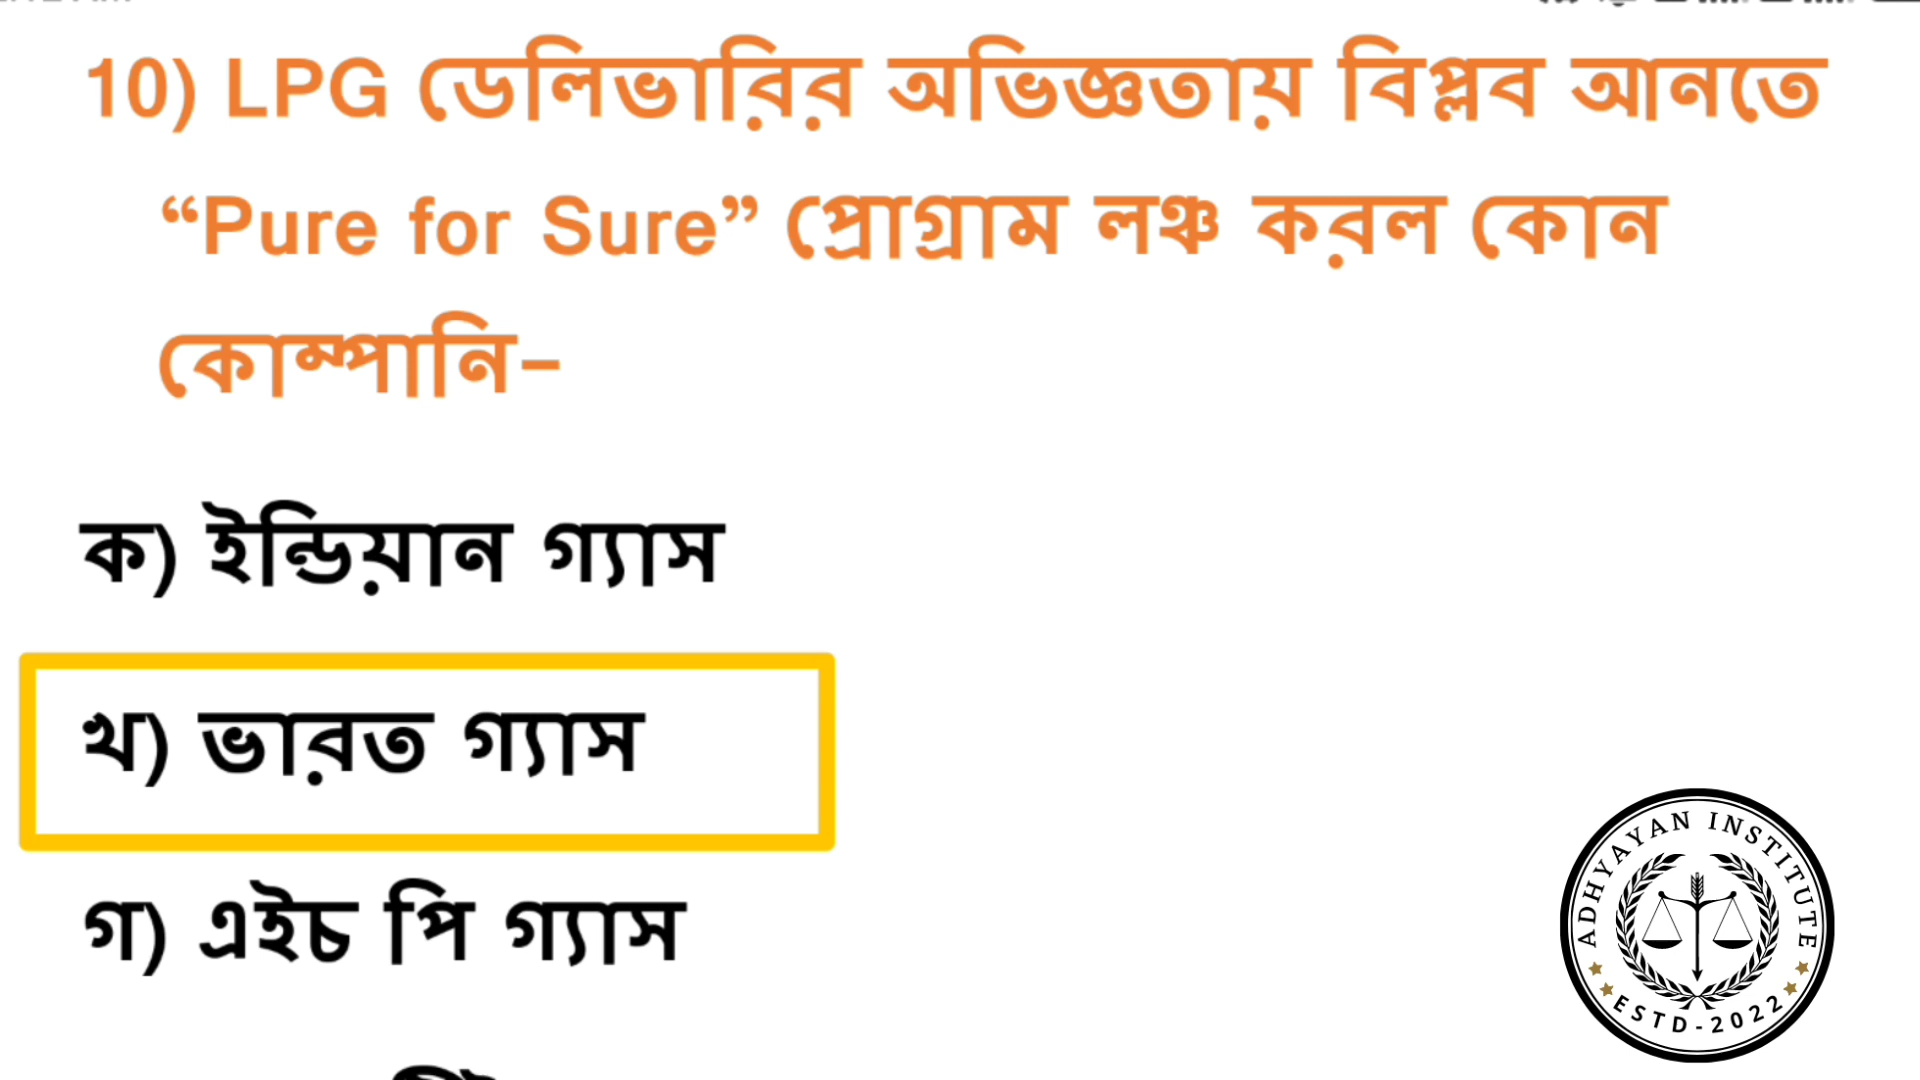 10) LPG ডেলিভারির অভিজ্ঞতায় বিপ্লব আনতে
“Pure for Sure” প্রোগ্রাম লঞ্চ করল কোন
কোম্পানি–
ক) ইন্ডিয়ান গ্যাস
খ) ভারত গ্যাস
গ) এইচ পি গ্যাস
ADHYAYAN INSTITUTE
ESTD-2022